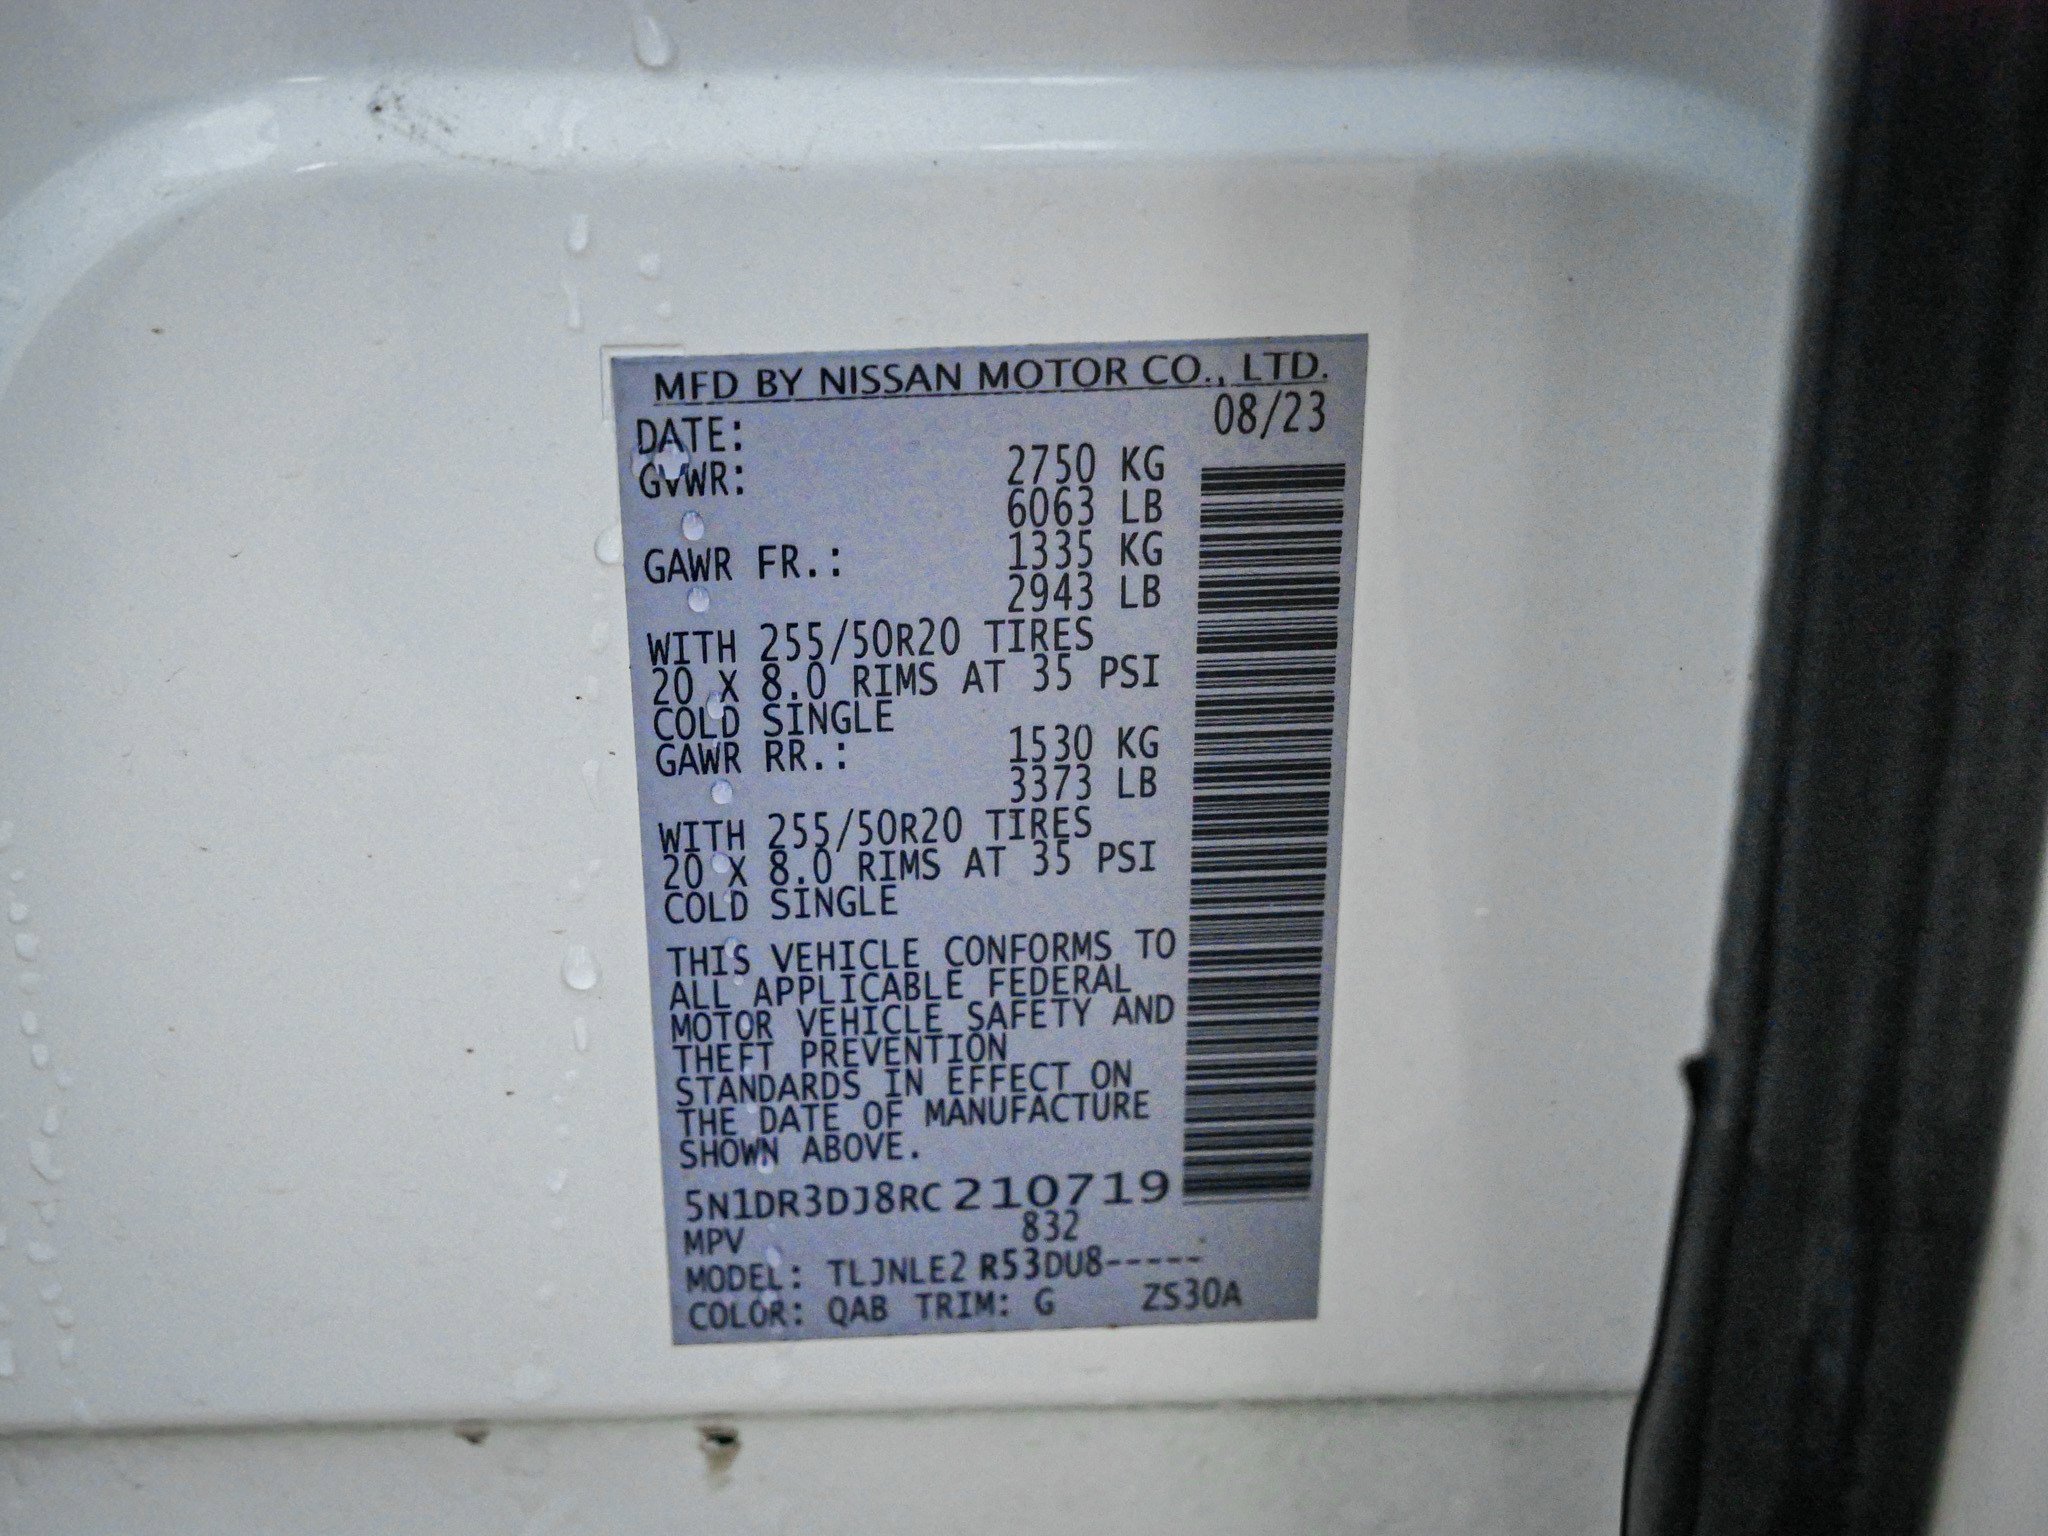 MFD BY NISSAN MOTOR CO., LTD.
DATE: 08/23
GVWR: 2750 KG
6063 LB
GAWR FR.: 1335 KG
2943 LB
WITH 255/50R20 TIRES
20 X 8.0 RIMS AT 35 PSI
COLD SINGLE
GAWR RR.: 1530 KG
3373 LB
WITH 255/50R20 TIRES
20 X 8.0 RIMS AT 35 PSI
COLD SINGLE
THIS VEHICLE CONFORMS TO
ALL APPLICABLE FEDERAL
MOTOR VEHICLE SAFETY AND
THEFT PREVENTION
STANDARDS IN EFFECT ON
THE DATE OF MANUFACTURE
SHOWN ABOVE.
5N1DR3DJ8RC210719
MPV 832
MODEL: TLJNLE2 R53DU8-----
COLOR: QAB TRIM: G ZS30A